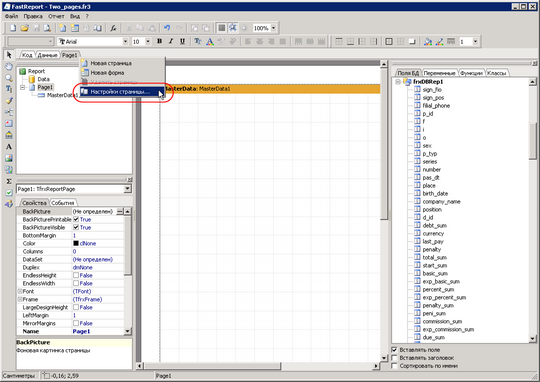 FastReport - Two_pages.fr3
Файл Правка Отчет Вид Помощь
100%
Arial 10
Код Данные Page1
Новая страница
Новая форма
Настройки страницы...
Report
Data
Page1
MasterData1
MasterData: MasterData1
Page1: TfrxReportPage
Свойства События
BackPicture (Не определен)
BackPicturePrintable True
BackPictureVisible True
BottomMargin 1
Color clNone
Columns 0
DataSet (Не определен)
Duplex dmNone
EndlessHeight False
EndlessWidth False
Font (TFont)
Frame (TfrxFrame)
LargeDesignHeight False
LeftMargin 1
MirrorMargins False
Name Page1
BackPicture
Фоновая картинка страницы
Поля БД Переменные Функции Классы
frxDBRep1
sign_fio
sign_pos
filial_phone
p_id
f
i
o
sex
p_typ
series
number
pas_dt
place
birth_date
company_name
position
d_id
debt_sum
currency
last_pay
penalty
total_sum
start_sum
basic_sum
exp_basic_sum
percent_sum
exp_percent_sum
penalty_sum
peni_sum
commission_sum
exp_commission_sum
due_sum
Вставлять поле
Вставлять заголовок
Сортировать по имени
Сантиметры -0,16; 2,59 Page1